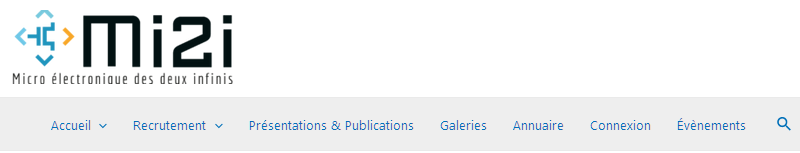 Mi2i
Micro électronique des deux infinis
Accueil Recrutement Présentations & Publications Galeries Annuaire Connexion Évènements